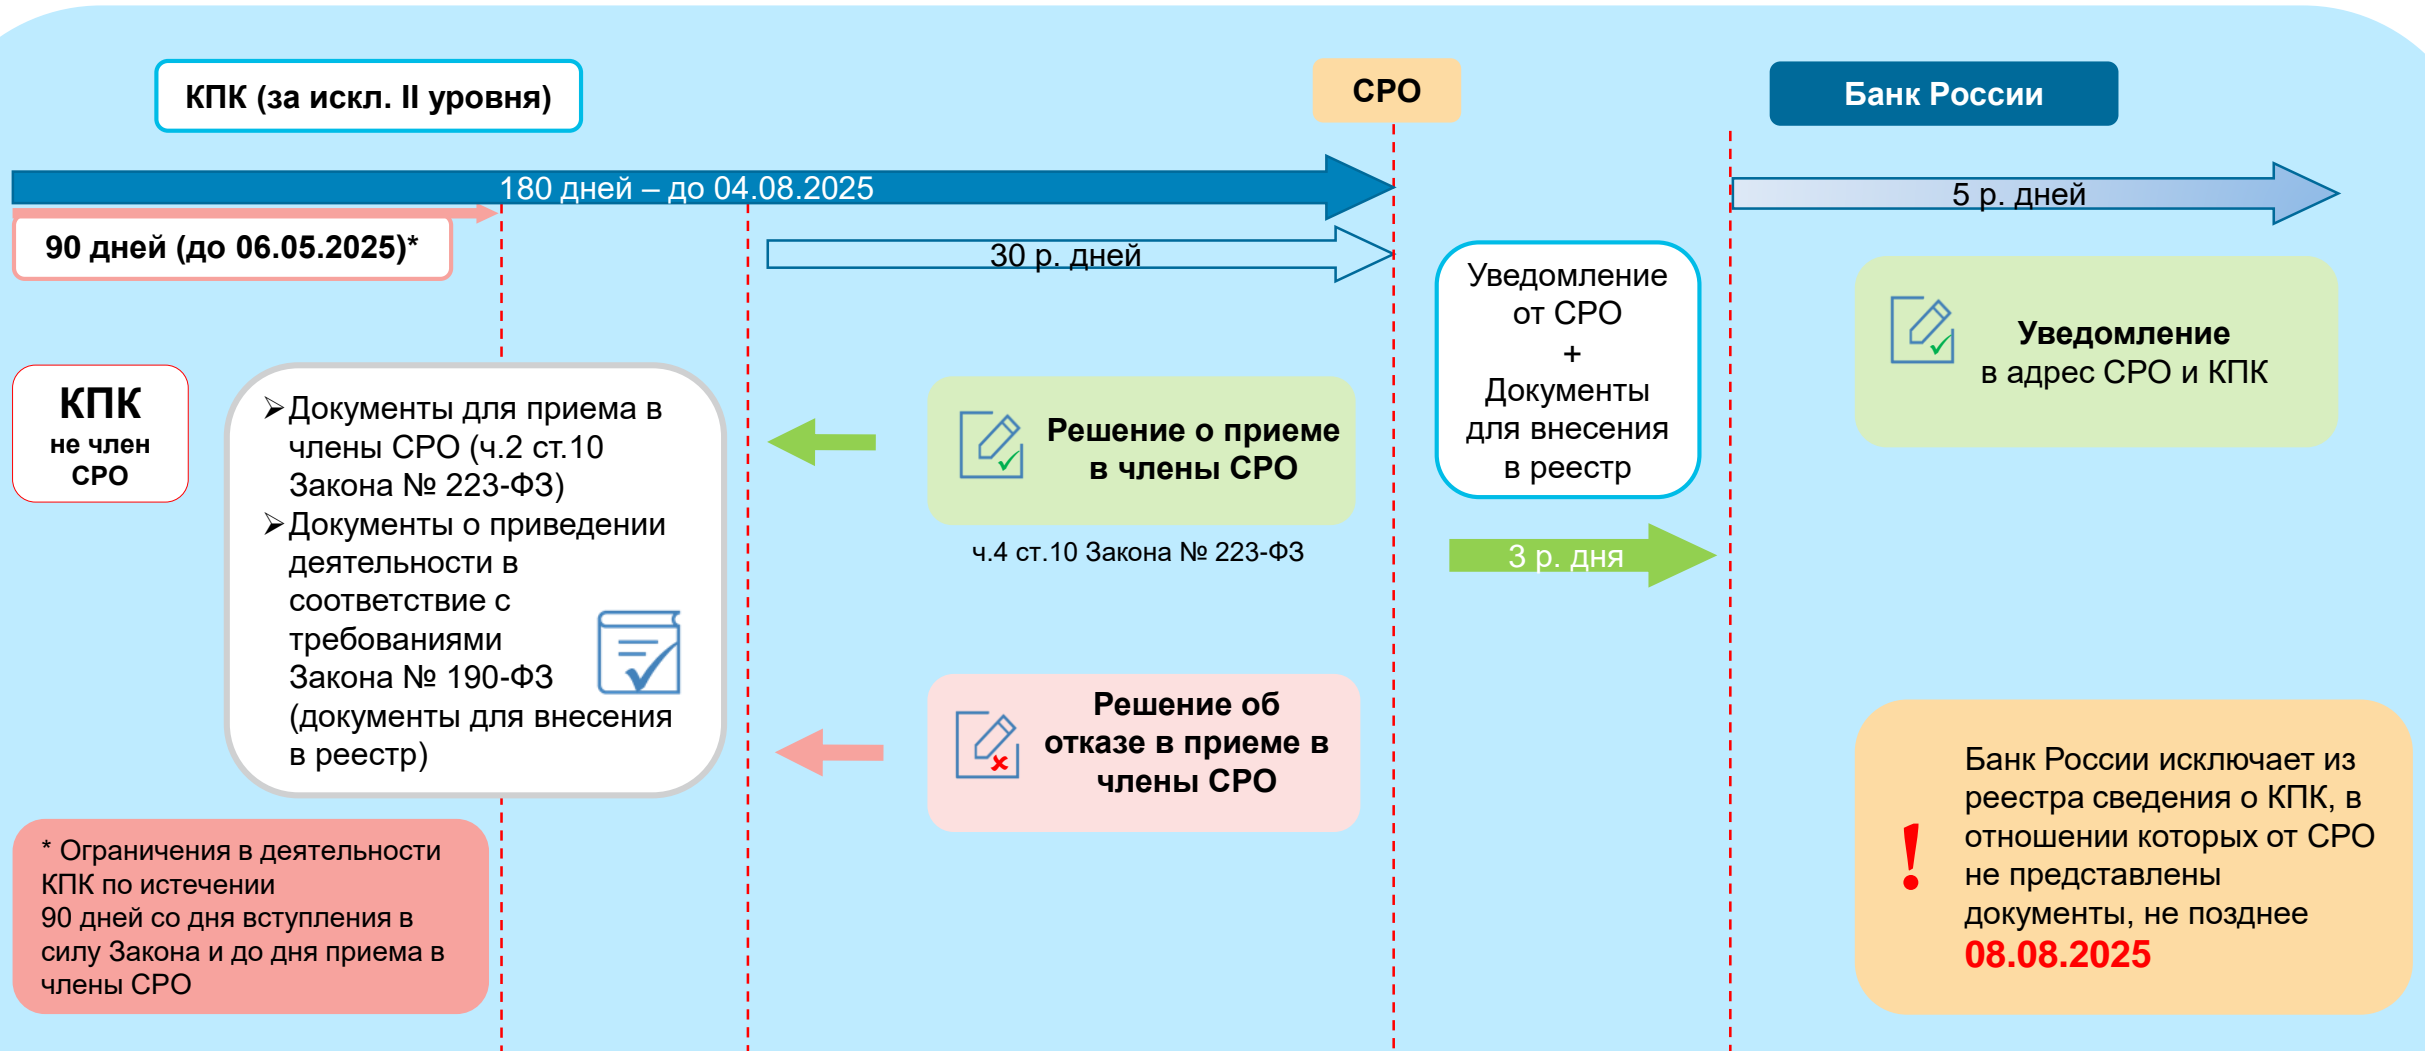 КПК (за искл. II уровня)
СРО
Банк России
180 дней – до 04.08.2025
5 р. дней
90 дней (до 06.05.2025)*
30 р. дней
КПК
не член
СРО
➢Документы для приема в
члены СРО (ч.2 ст.10
Закона № 223-ФЗ)
➢Документы о приведении
деятельности в
соответствие с
требованиями
Закона № 190-ФЗ
(документы для внесения
в реестр)
Решение о приеме
в члены СРО
ч.4 ст.10 Закона № 223-ФЗ
Решение об
отказе в приеме в
члены СРО
Уведомление
от СРО
+
Документы
для внесения
в реестр
3 р. дня
Уведомление
в адрес СРО и КПК
* Ограничения в деятельности
КПК по истечении
90 дней со дня вступления в
силу Закона и до дня приема в
члены СРО
!
Банк России исключает из
реестра сведения о КПК, в
отношении которых от СРО
не представлены
документы, не позднее
08.08.2025